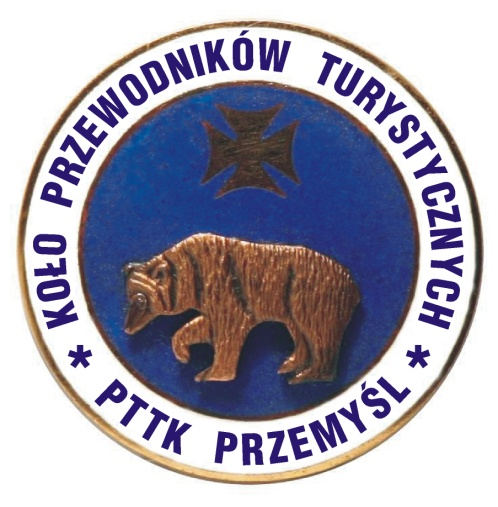 KOŁO PRZEWODNIKÓW TURYSTYCZNYCH
* PTTK PRZEMYŚL *